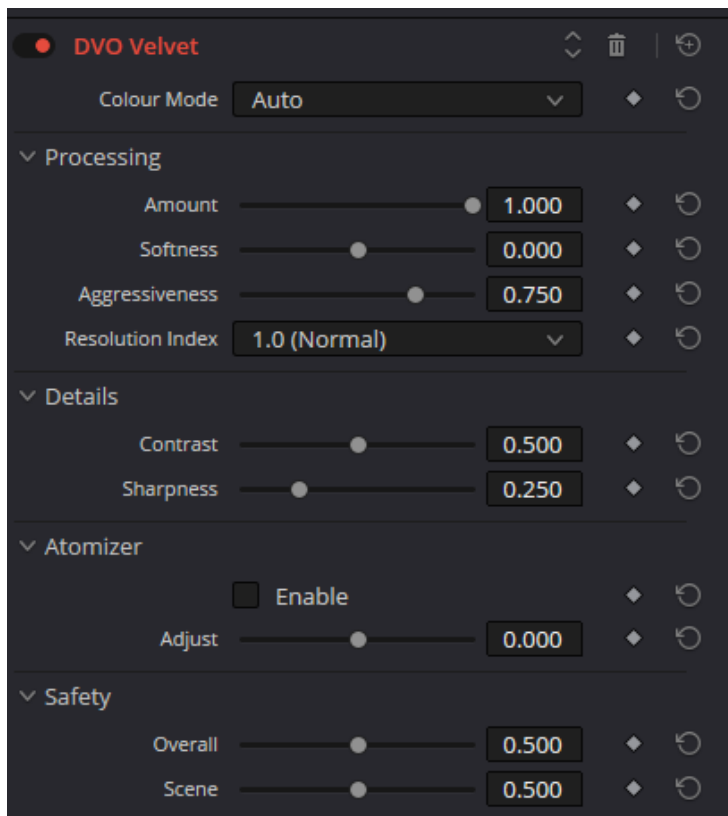 DVO Velvet
Colour Mode Auto
Processing
Amount 1.000
Softness 0.000
Aggressiveness 0.750
Resolution Index 1.0 (Normal)
Details
Contrast 0.500
Sharpness 0.250
Atomizer
Enable
Adjust 0.000
Safety
Overall 0.500
Scene 0.500